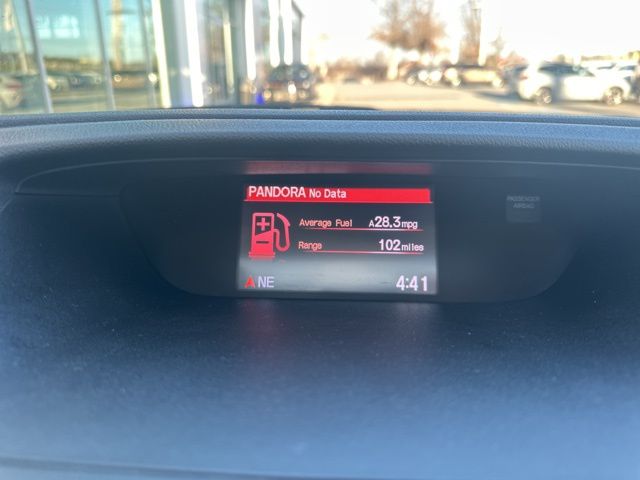 PANDORA No Data
Average Fuel A28.3mpg
Range 102miles
NE 4:41
PASSENGER
AIRBAG